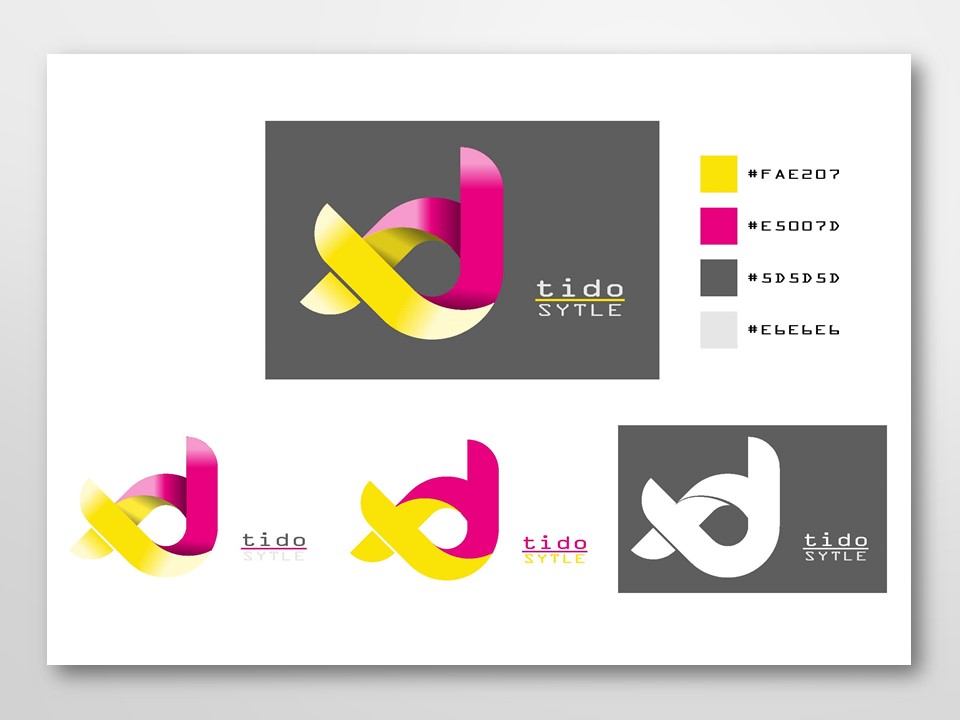 tido
SYTLE
#FAE207
#E5007D
#5D5D5D
#E6E6E6
tido
SYTLE
tido
SYTLE
tido
SYTLE